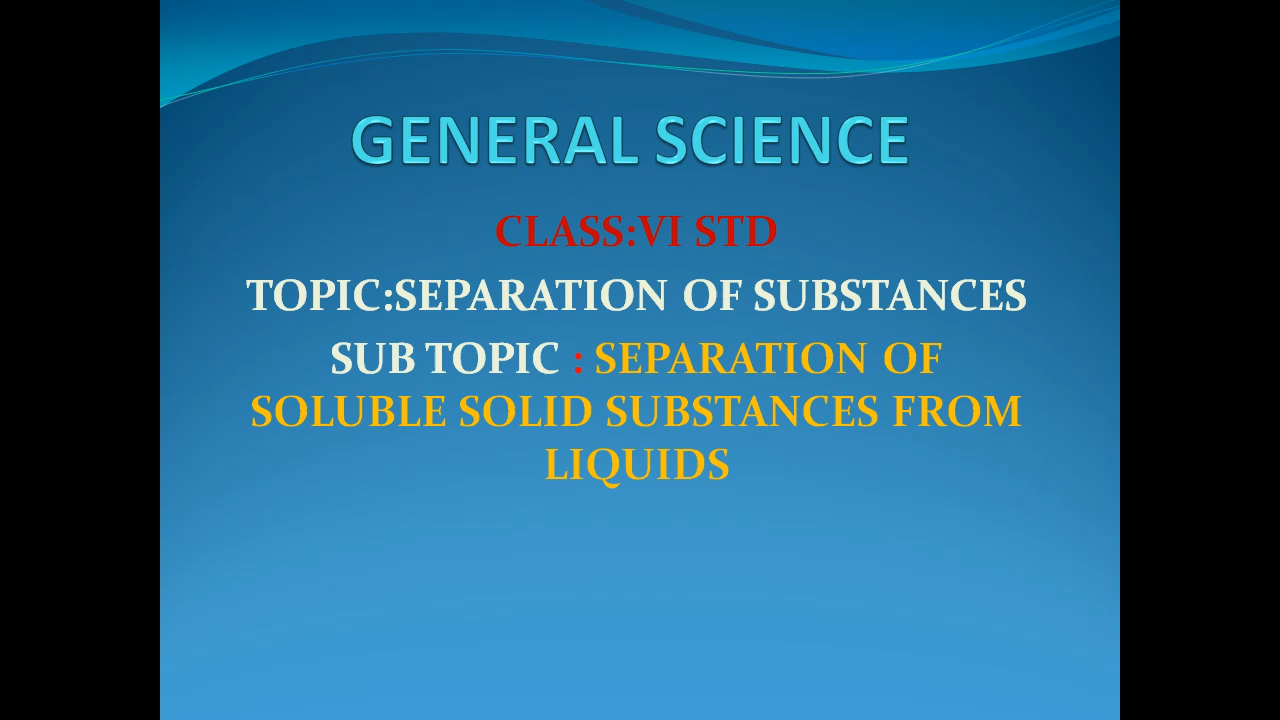 GENERAL SCIENCE
CLASS:VI STD
TOPIC:SEPARATION OF SUBSTANCES
SUB TOPIC : SEPARATION OF
SOLUBLE SOLID SUBSTANCES FROM
LIQUIDS